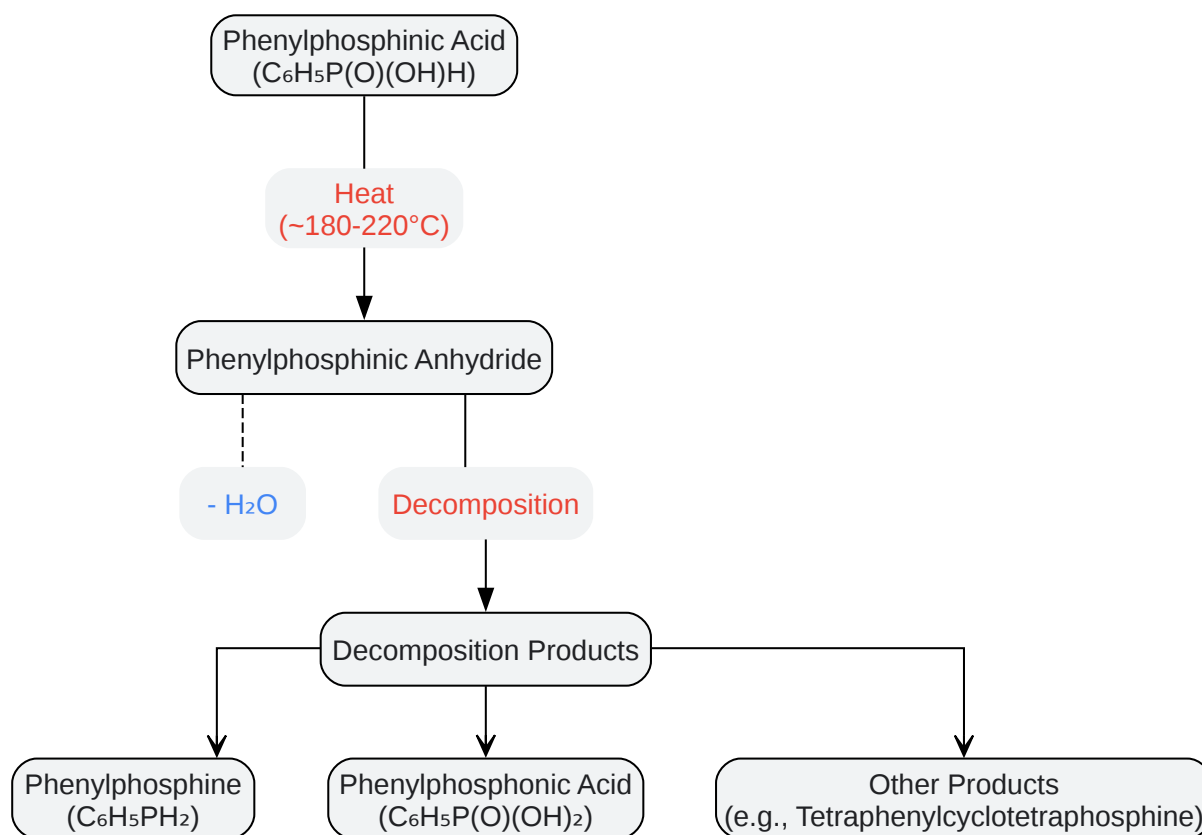 Phenylphosphinic Acid
(C₆H₅P(O)(OH)H)
Heat
(~180-220°C)
Phenylphosphinic Anhydride
- H₂O
Decomposition
Decomposition Products
Phenylphosphine
(C₆H₅PH₂)
Phenylphosphonic Acid
(C₆H₅P(O)(OH)₂)
Other Products
(e.g., Tetraphenylcyclotetraphosphine)